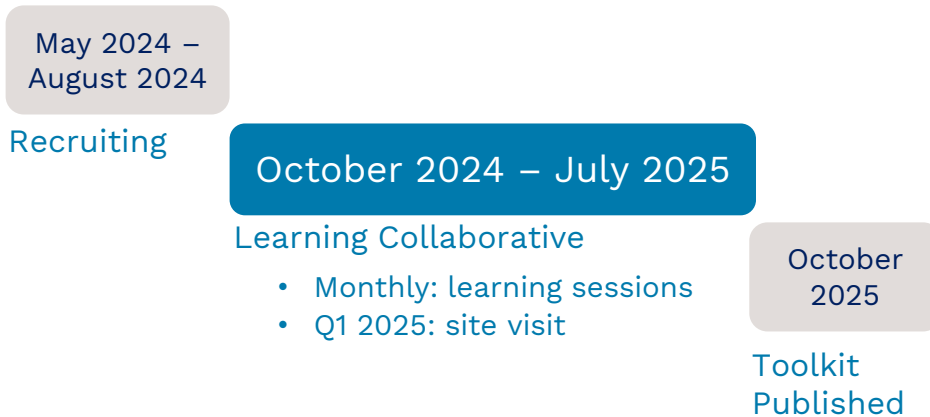 May 2024 –
August 2024
Recruiting
October 2024 – July 2025
Learning Collaborative
• Monthly: learning sessions
• Q1 2025: site visit
October
2025
Toolkit
Published